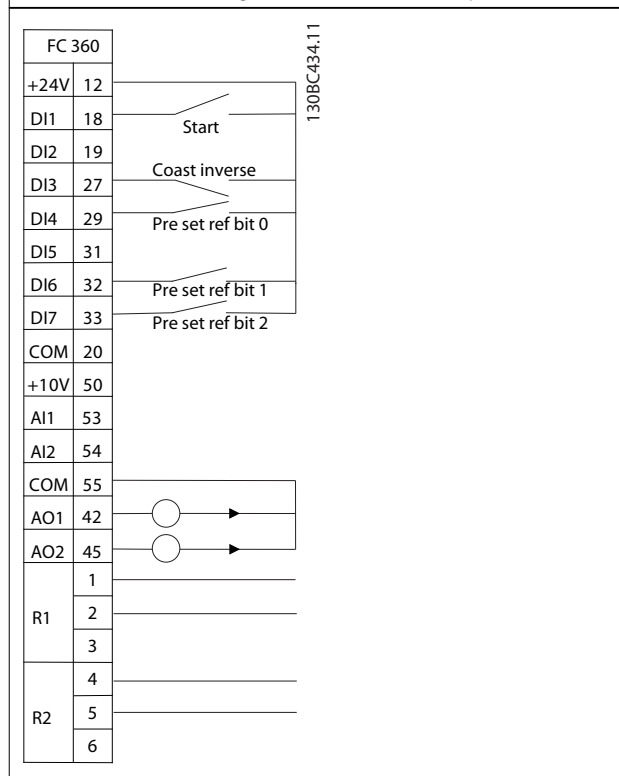 130BC434.11
FC 360
+24V 12
DI1 18
Start
DI2 19
Coast inverse
DI3 27
DI4 29
Pre set ref bit 0
DI5 31
DI6 32
Pre set ref bit 1
DI7 33
Pre set ref bit 2
COM 20
+10V 50
AI1 53
AI2 54
COM 55
AO1 42
AO2 45
R1
1
2
3
R2
4
5
6